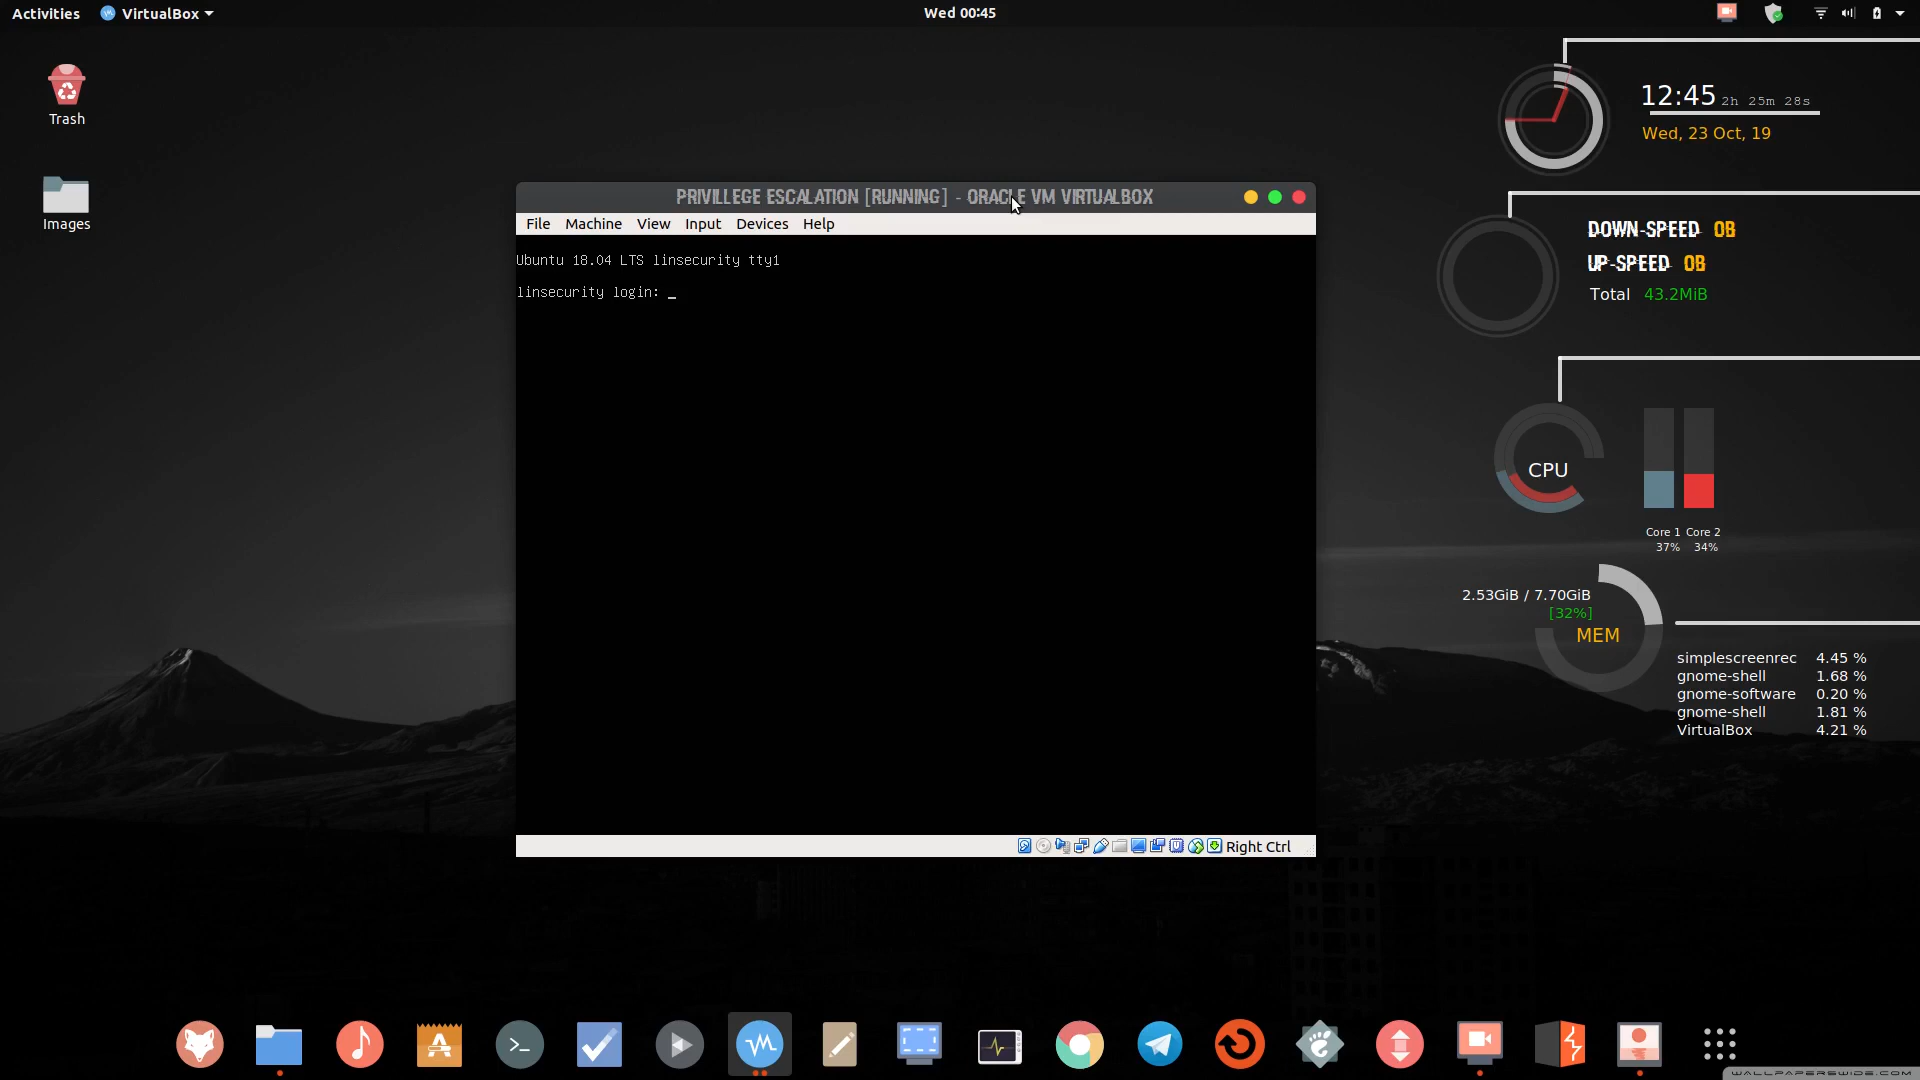 Activities VirtualBox Wed 00:45
Trash
Images
12:45 2h 25m 28s
Wed, 23 Oct, 19
PRIVILLEGE ESCALATION [RUNNING] - ORACLE VM VIRTUALBOX
File Machine View Input Devices Help
Ubuntu 18.04 LTS linsecurity tty1
linsecurity login: _
DOWN-SPEED 0B
UP-SPEED 0B
Total 43.2MiB
CPU
Core 1 Core 2
37% 34%
2.53GiB / 7.70GiB
[32%]
MEM
simplescreenrec 4.45 %
gnome-shell 1.68 %
gnome-software 0.20 %
gnome-shell 1.81 %
VirtualBox 4.21 %
Right Ctrl
WALLPAPERSWIDE.COM